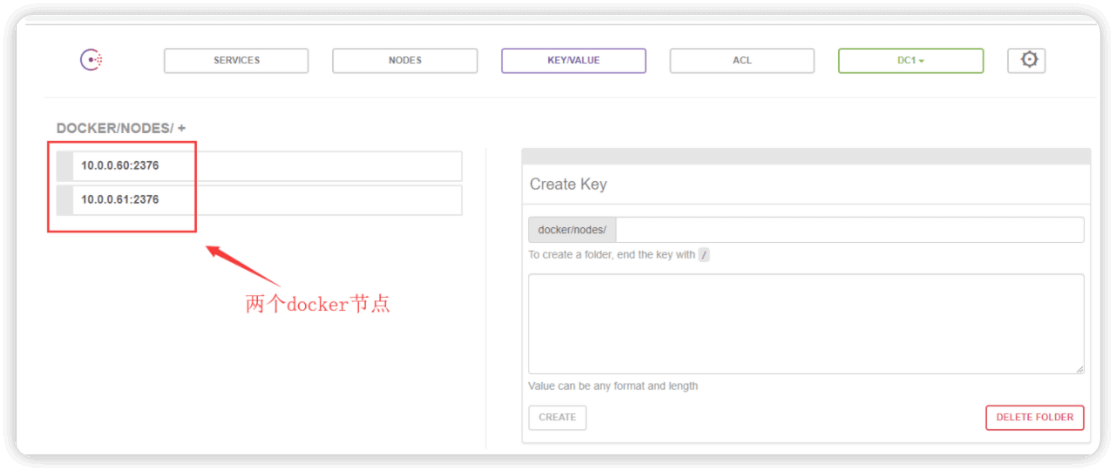 SERVICES
NODES
KEY/VALUE
ACL
DC1
DOCKER/NODES/ +
10.0.0.60:2376
10.0.0.61:2376
两个docker节点
Create Key
docker/nodes/
To create a folder, end the key with /
Value can be any format and length
CREATE
DELETE FOLDER